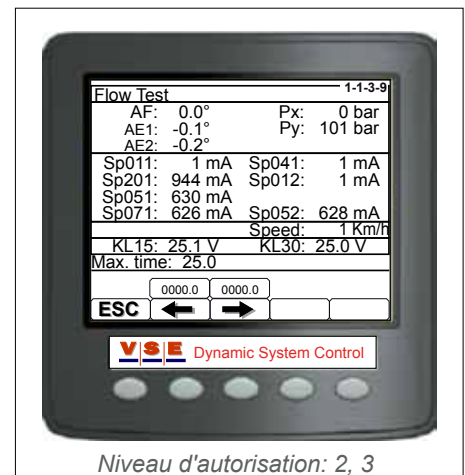 Flow Test 1-1-3-9
AF: 0.0° Px: 0 bar
AE1: -0.1° Py: 101 bar
AE2: -0.2°
Sp011: 1 mA Sp041: 1 mA
Sp201: 944 mA Sp012: 1 mA
Sp051: 630 mA
Sp071: 626 mA Sp052: 628 mA
Speed: 1 Km/h
KL15: 25.1 V KL30: 25.0 V
Max. time: 25.0
0000.0 0000.0
ESC
VSE Dynamic System Control
Niveau d'autorisation: 2, 3